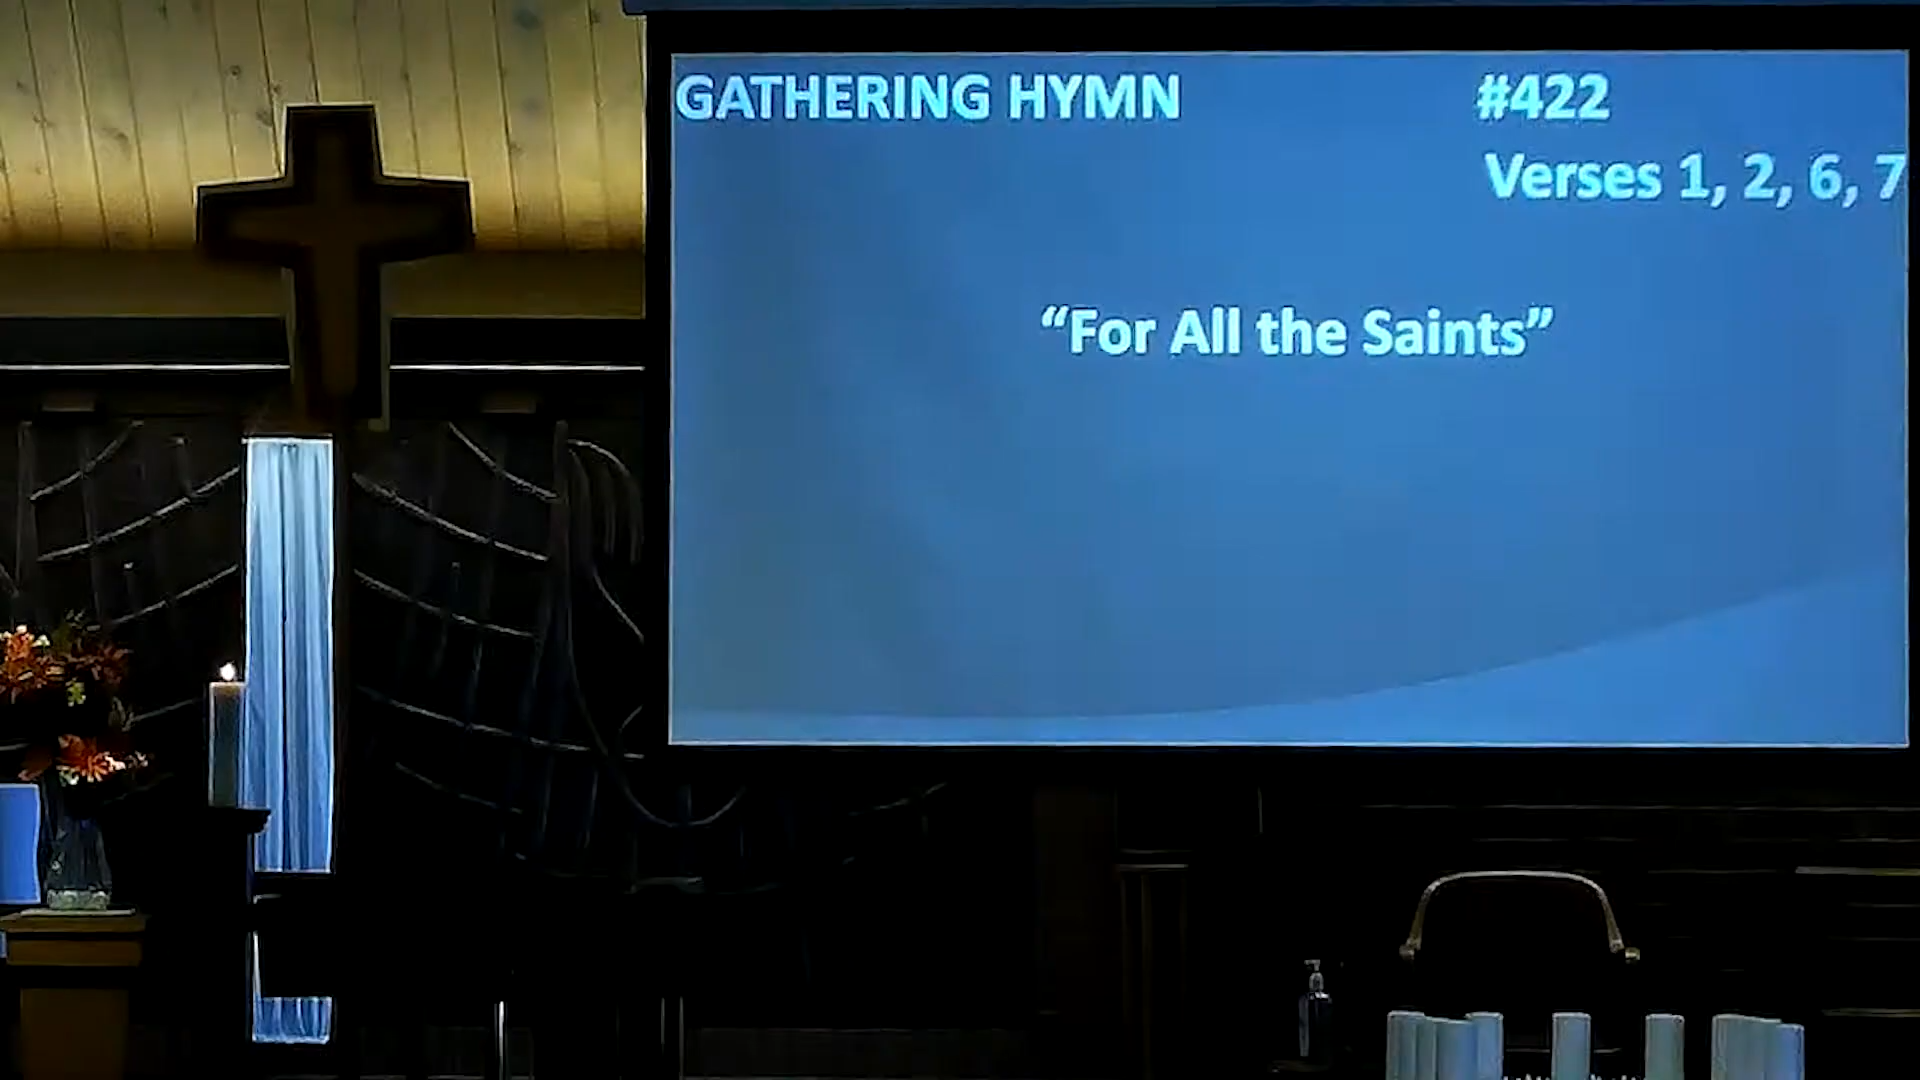 GATHERING HYMN #422
Verses 1, 2, 6, 7
“For All the Saints”